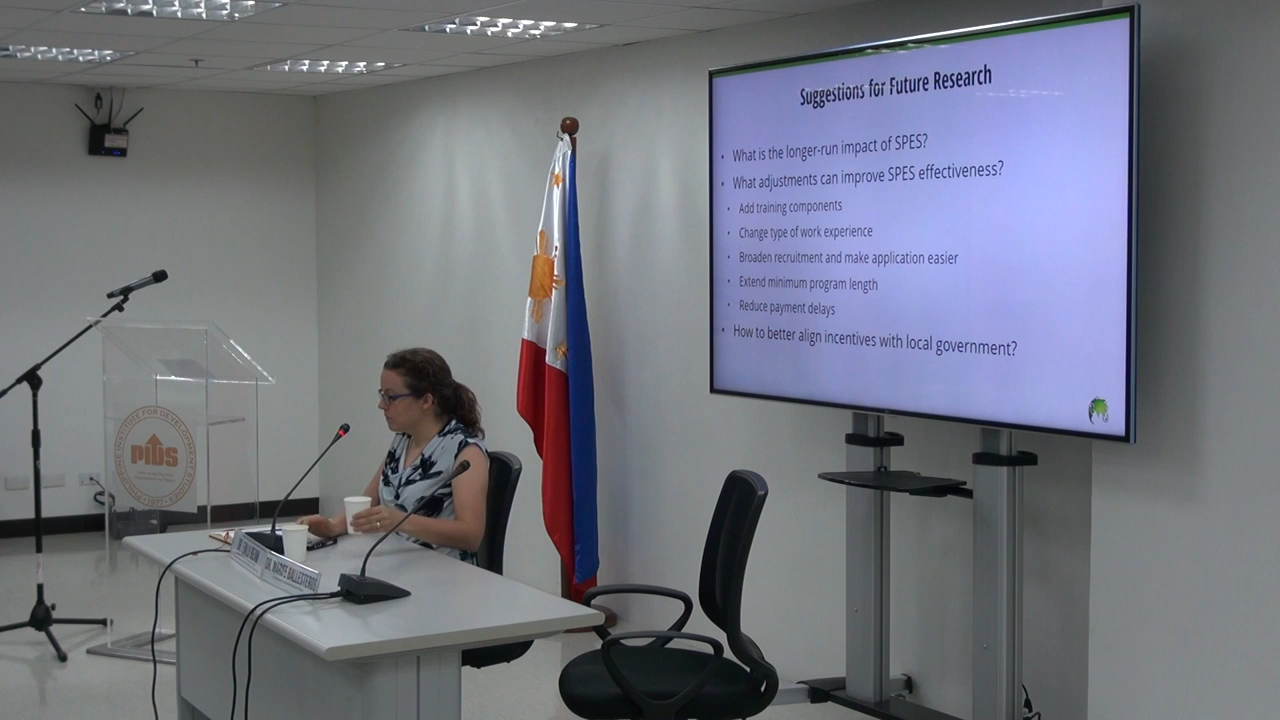 Suggestions for Future Research
What is the longer-run impact of SPES?
What adjustments can improve SPES effectiveness?
Add training components
Change type of work experience
Broaden recruitment and make application easier
Extend minimum program length
Reduce payment delays
How to better align incentives with local government?
PIDS